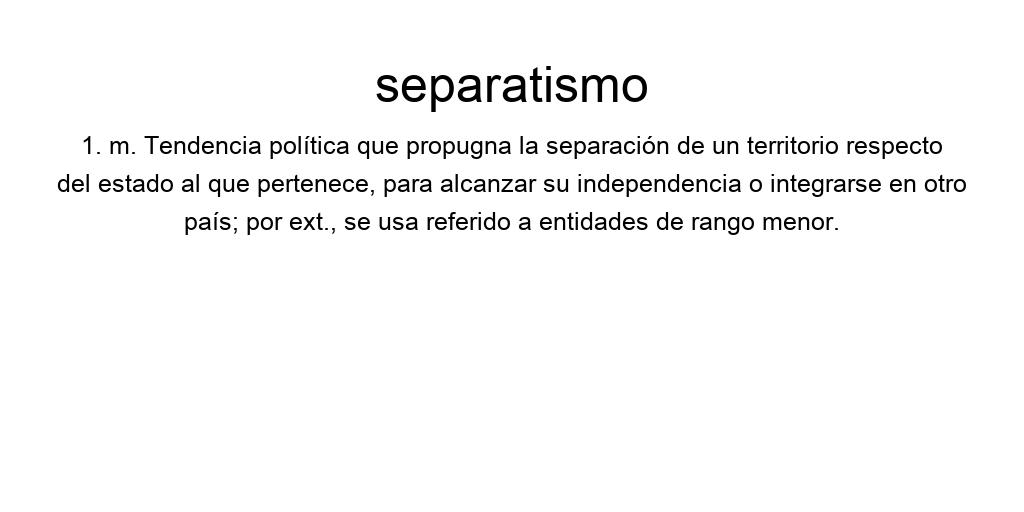 separatismo
1. m. Tendencia política que propugna la separación de un territorio respecto
del estado al que pertenece, para alcanzar su independencia o integrarse en otro
país; por ext., se usa referido a entidades de rango menor.